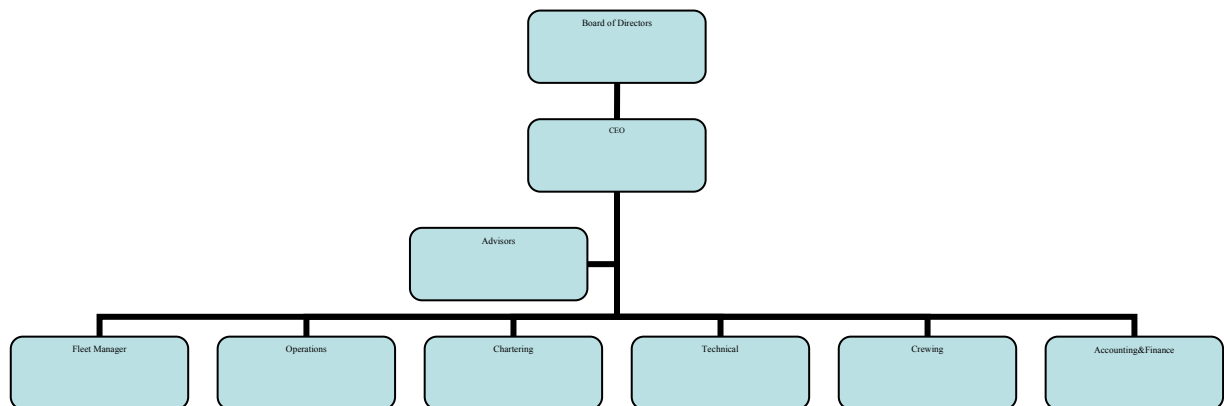 Board of Directors
CEO
Advisors
Fleet Manager
Operations
Chartering
Technical
Crewing
Accounting&Finance